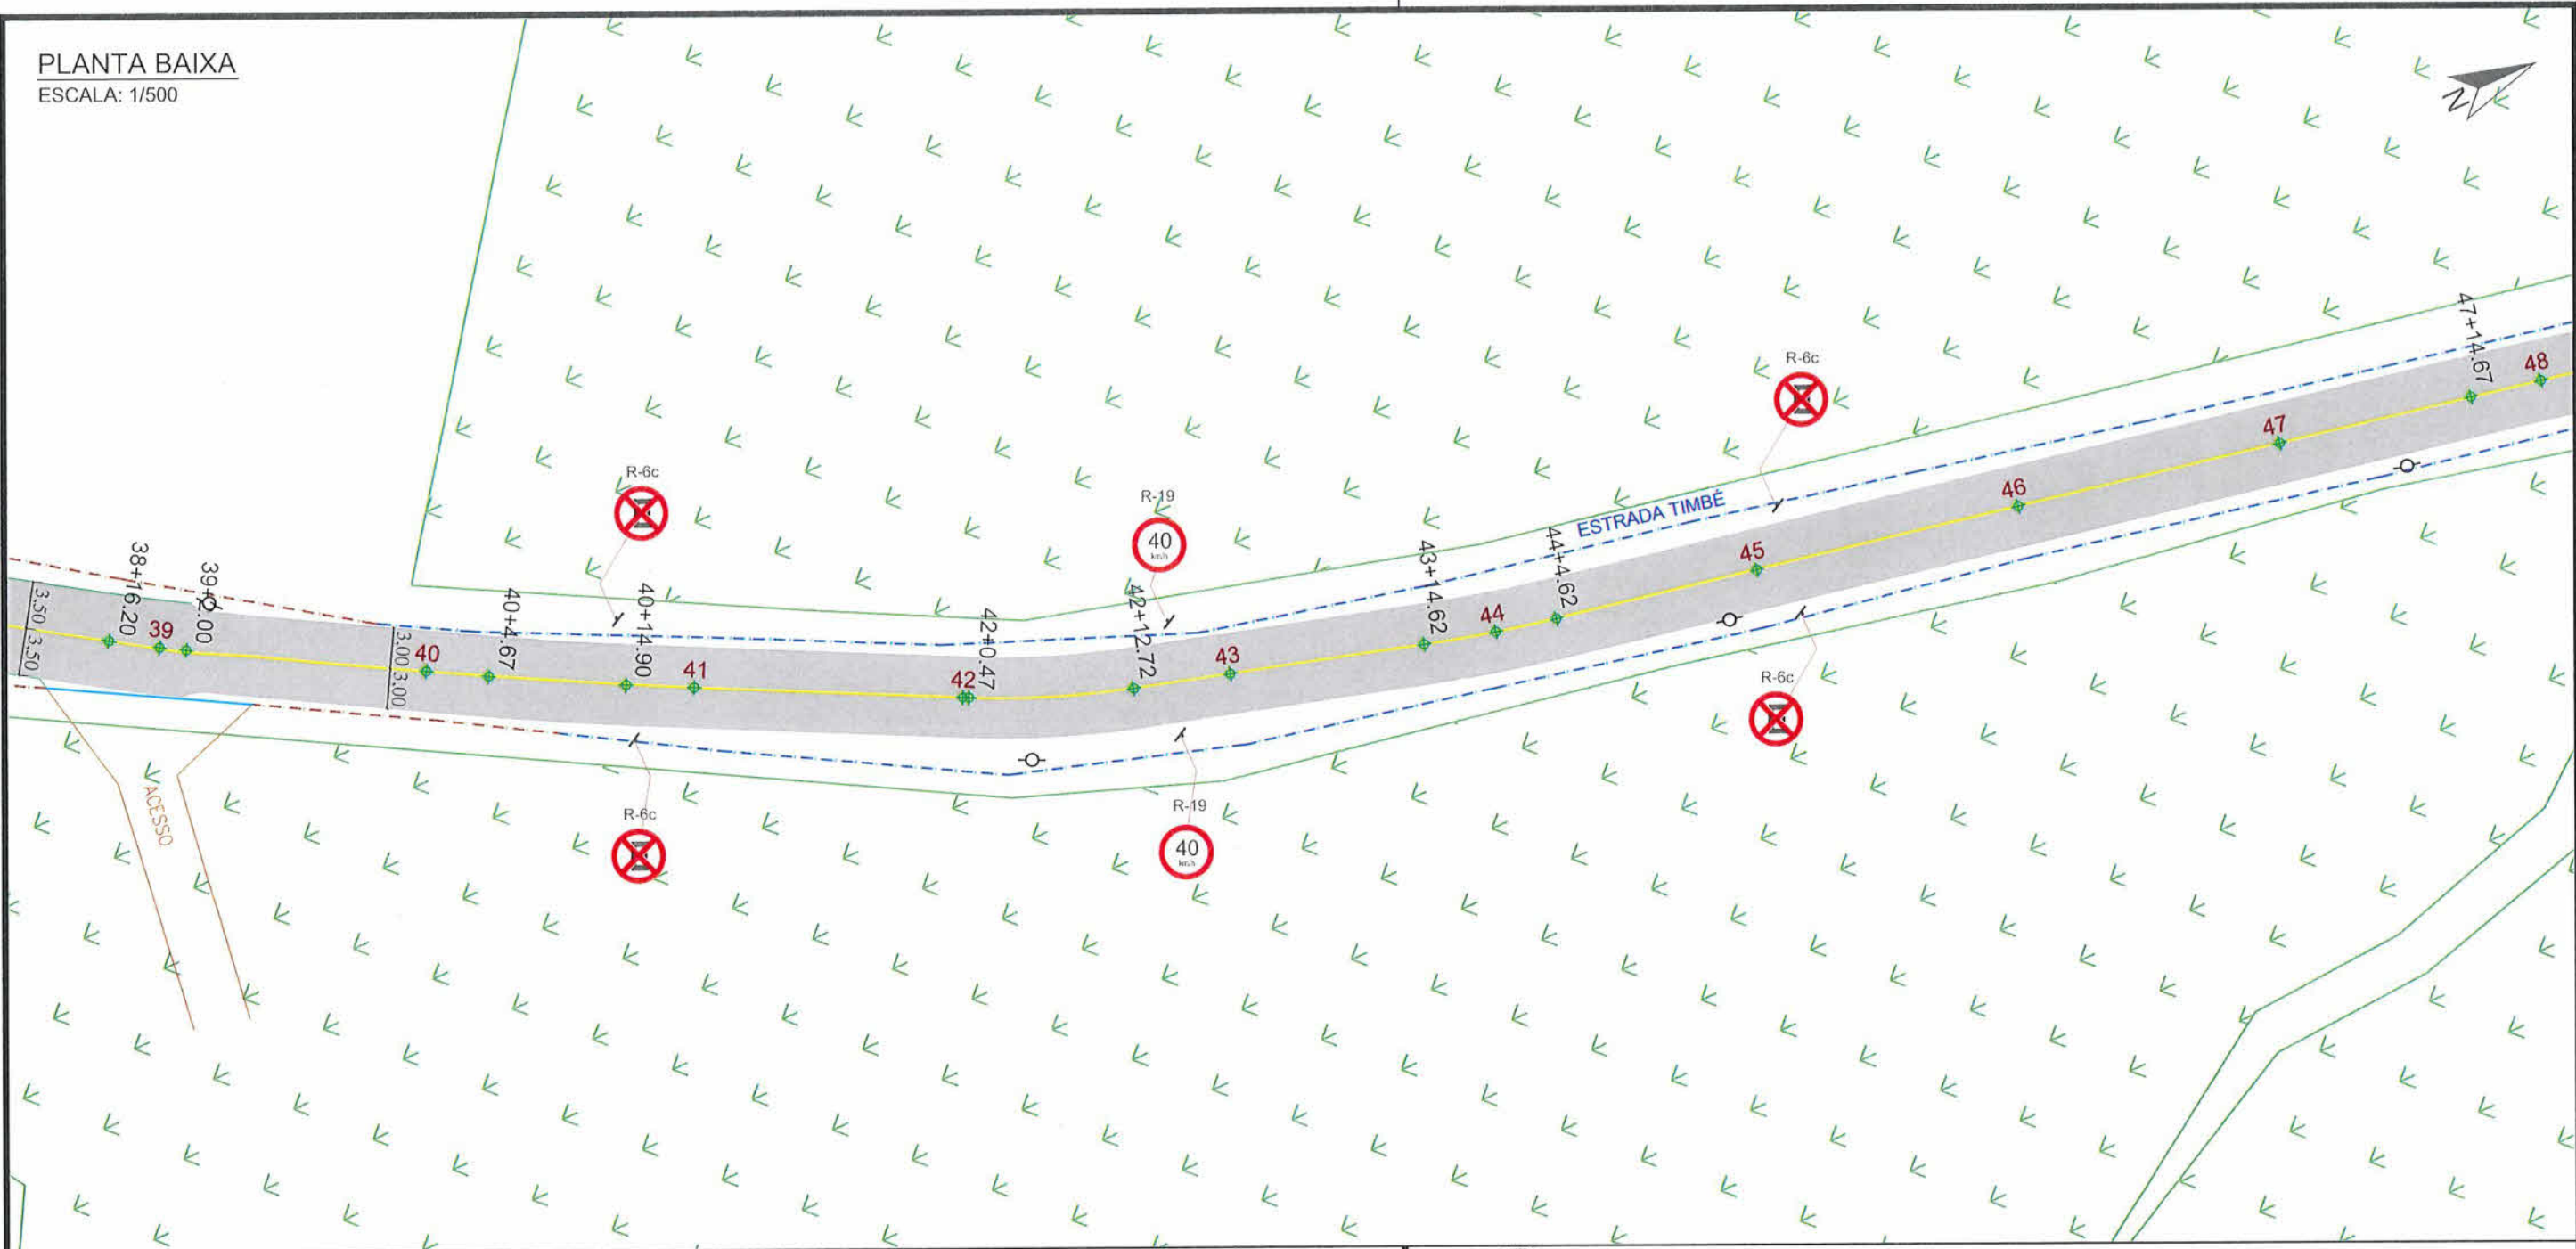 PLANTA BAIXA
ESCALA: 1/500
N
R-6c
47+14.67
48
47
R-6c
R-19
40
km/h
ESTRADA TIMBÉ
46
45
44+4.62
44
43+14.62
43
42+12.72
42+0.47
42
41
40+14.90
40+4.67
40
3.00
3.00
39+2.00
39
38+16.20
3.50
3.50
ACESSO
R-6c
R-19
40
km/h
R-6c